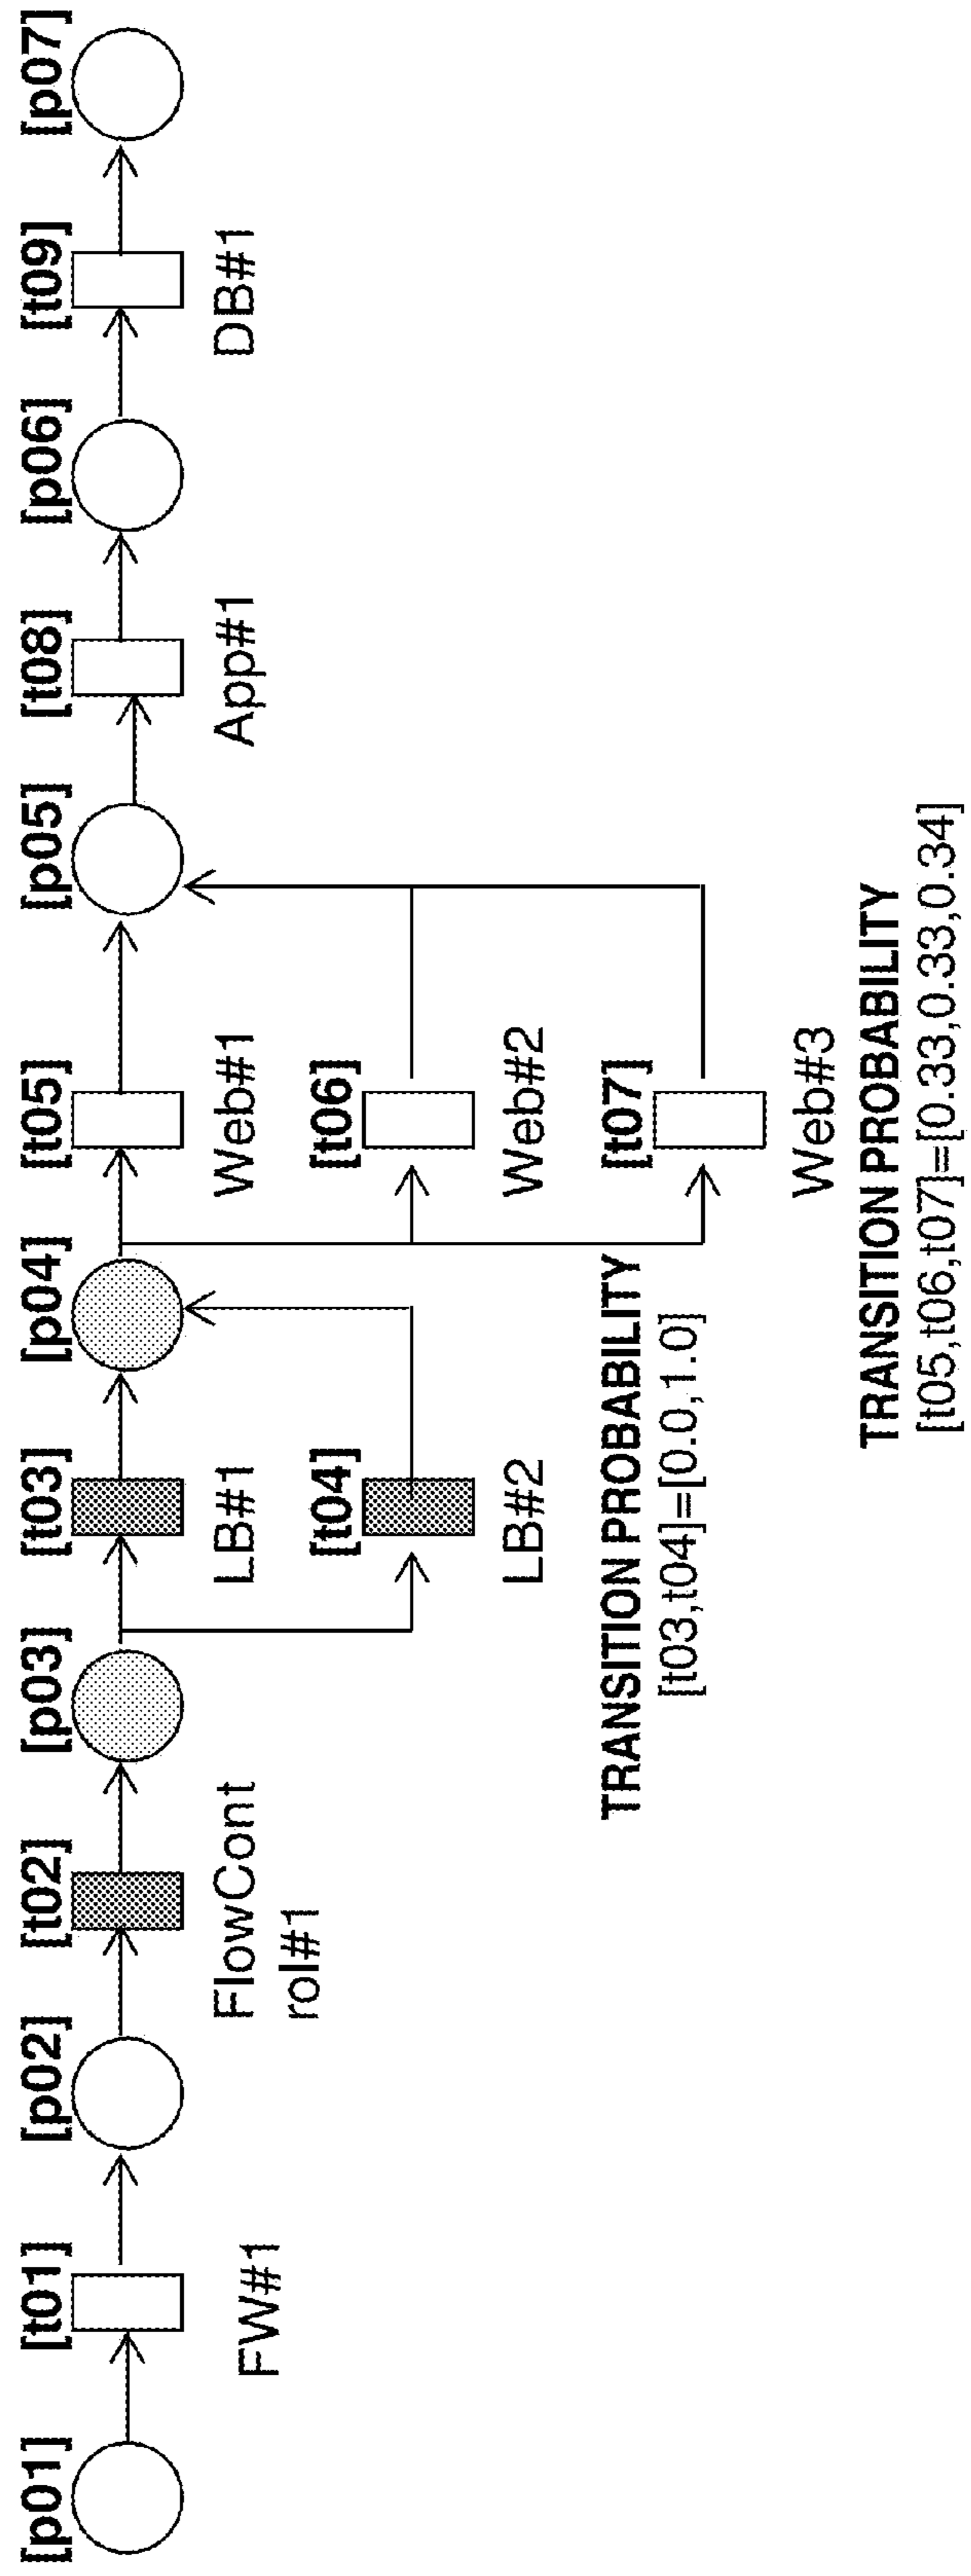 [p01]
[t01]
[p02]
[t02]
[p03]
[t03]
[p04]
[t05]
[p05]
[t08]
[p06]
[t09]
[p07]
FW#1
FlowCont
rol#1
LB#1
Web#1
App#1
DB#1
[t04]
[t06]
LB#2
Web#2
[t07]
TRANSITION PROBABILITY
[t03,t04]=[0.0,1.0]
Web#3
TRANSITION PROBABILITY
[t05,t06,t07]=[0.33,0.33,0.34]